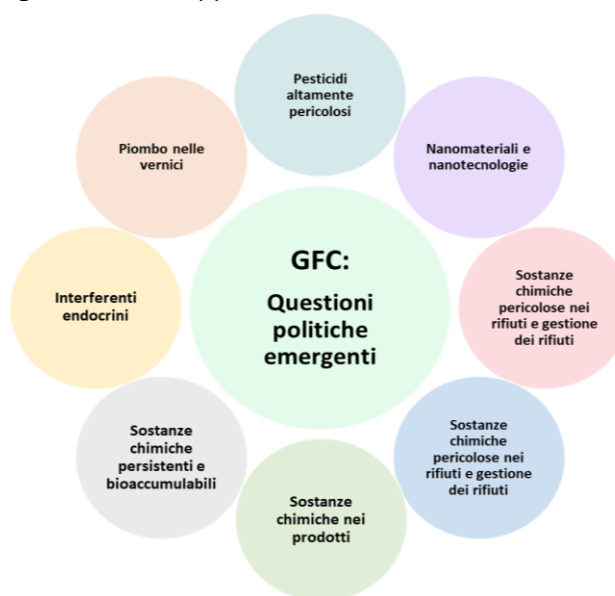 Pesticidi
altamente
pericolosi
Nanomateriali e
nanotecnologie
Sostanze
chimiche
pericolose nei
rifiuti e gestione
dei rifiuti
Sostanze
chimiche
pericolose nei
rifiuti e gestione
dei rifiuti
Sostanze
chimiche nei
prodotti
Sostanze
chimiche
persistenti e
bioaccumulabili
Interferenti
endocrini
Piombo nelle
vernici
GFC:
Questioni
politiche
emergenti